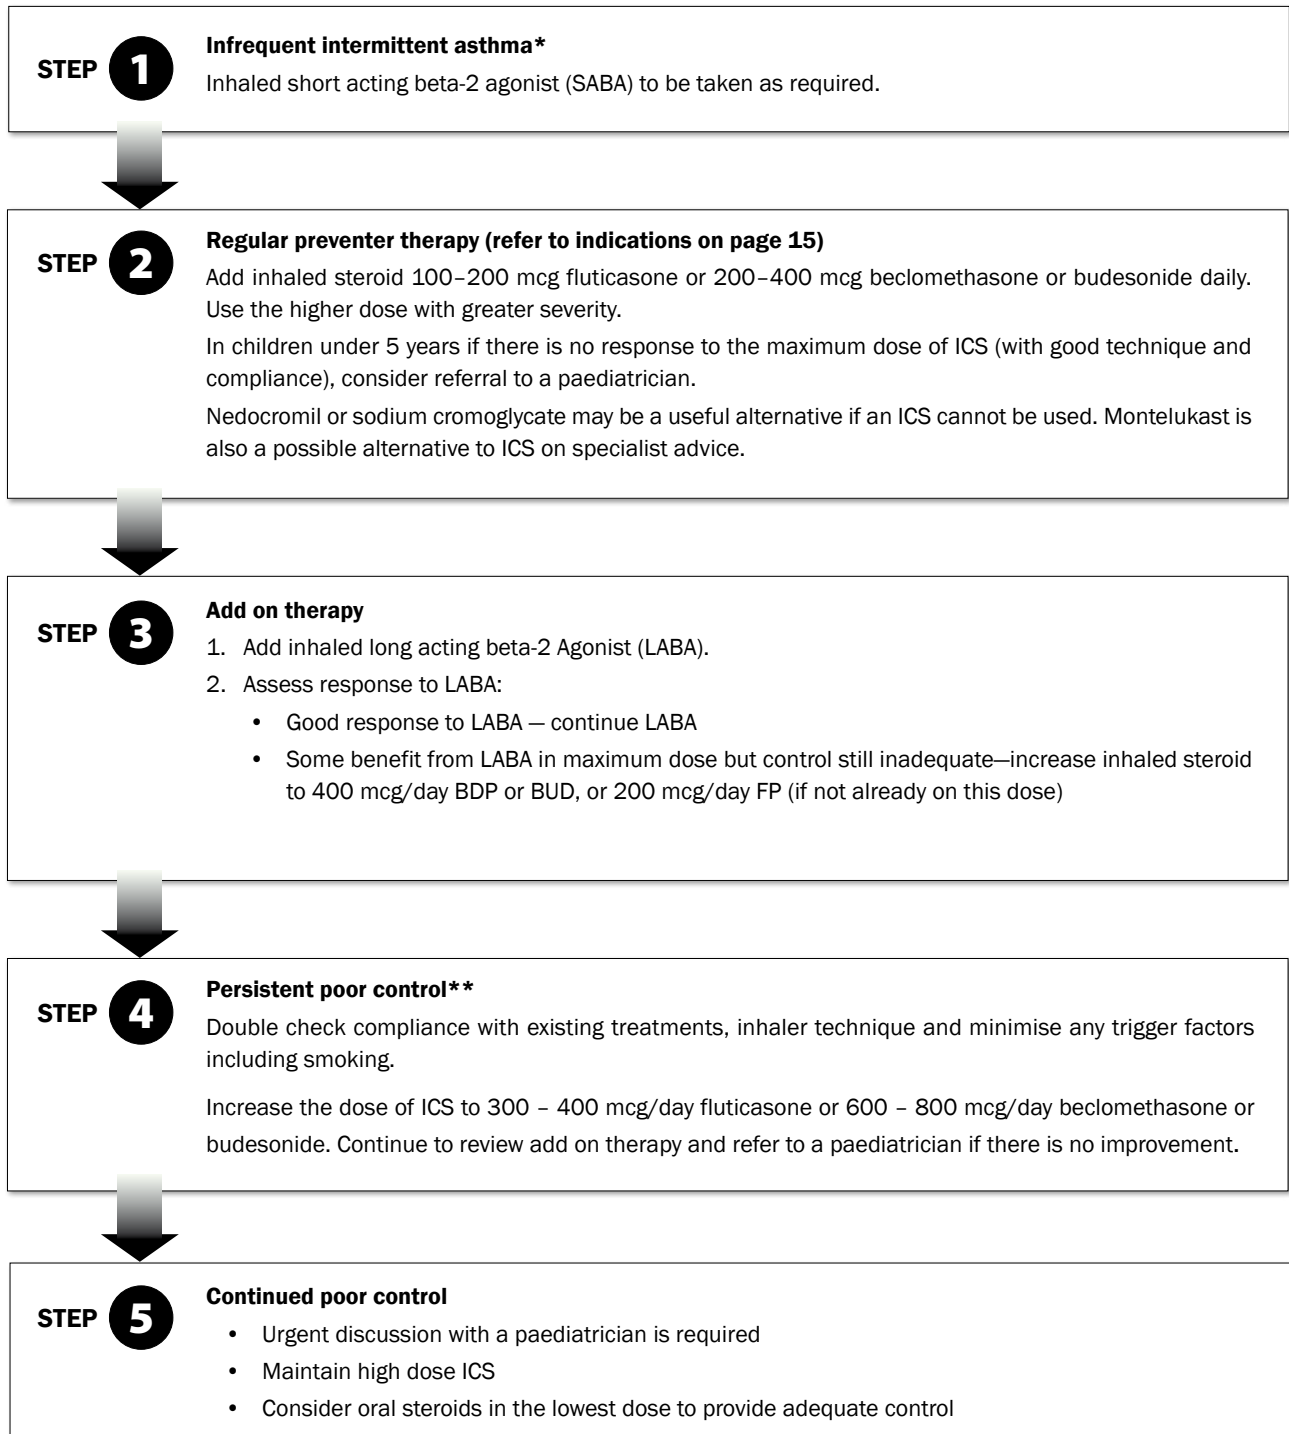 STEP 1
Infrequent intermittent asthma*
Inhaled short acting beta-2 agonist (SABA) to be taken as required.
STEP 2
Regular preventer therapy (refer to indications on page 15)
Add inhaled steroid 100–200 mcg fluticasone or 200–400 mcg beclomethasone or budesonide daily.
Use the higher dose with greater severity.
In children under 5 years if there is no response to the maximum dose of ICS (with good technique and
compliance), consider referral to a paediatrician.
Nedocromil or sodium cromoglycate may be a useful alternative if an ICS cannot be used. Montelukast is
also a possible alternative to ICS on specialist advice.
STEP 3
Add on therapy
1. Add inhaled long acting beta-2 Agonist (LABA).
2. Assess response to LABA:
• Good response to LABA — continue LABA
• Some benefit from LABA in maximum dose but control still inadequate—increase inhaled steroid
to 400 mcg/day BDP or BUD, or 200 mcg/day FP (if not already on this dose)
STEP 4
Persistent poor control**
Double check compliance with existing treatments, inhaler technique and minimise any trigger factors
including smoking.
Increase the dose of ICS to 300 – 400 mcg/day fluticasone or 600 – 800 mcg/day beclomethasone or
budesonide. Continue to review add on therapy and refer to a paediatrician if there is no improvement.
STEP 5
Continued poor control
• Urgent discussion with a paediatrician is required
• Maintain high dose ICS
• Consider oral steroids in the lowest dose to provide adequate control